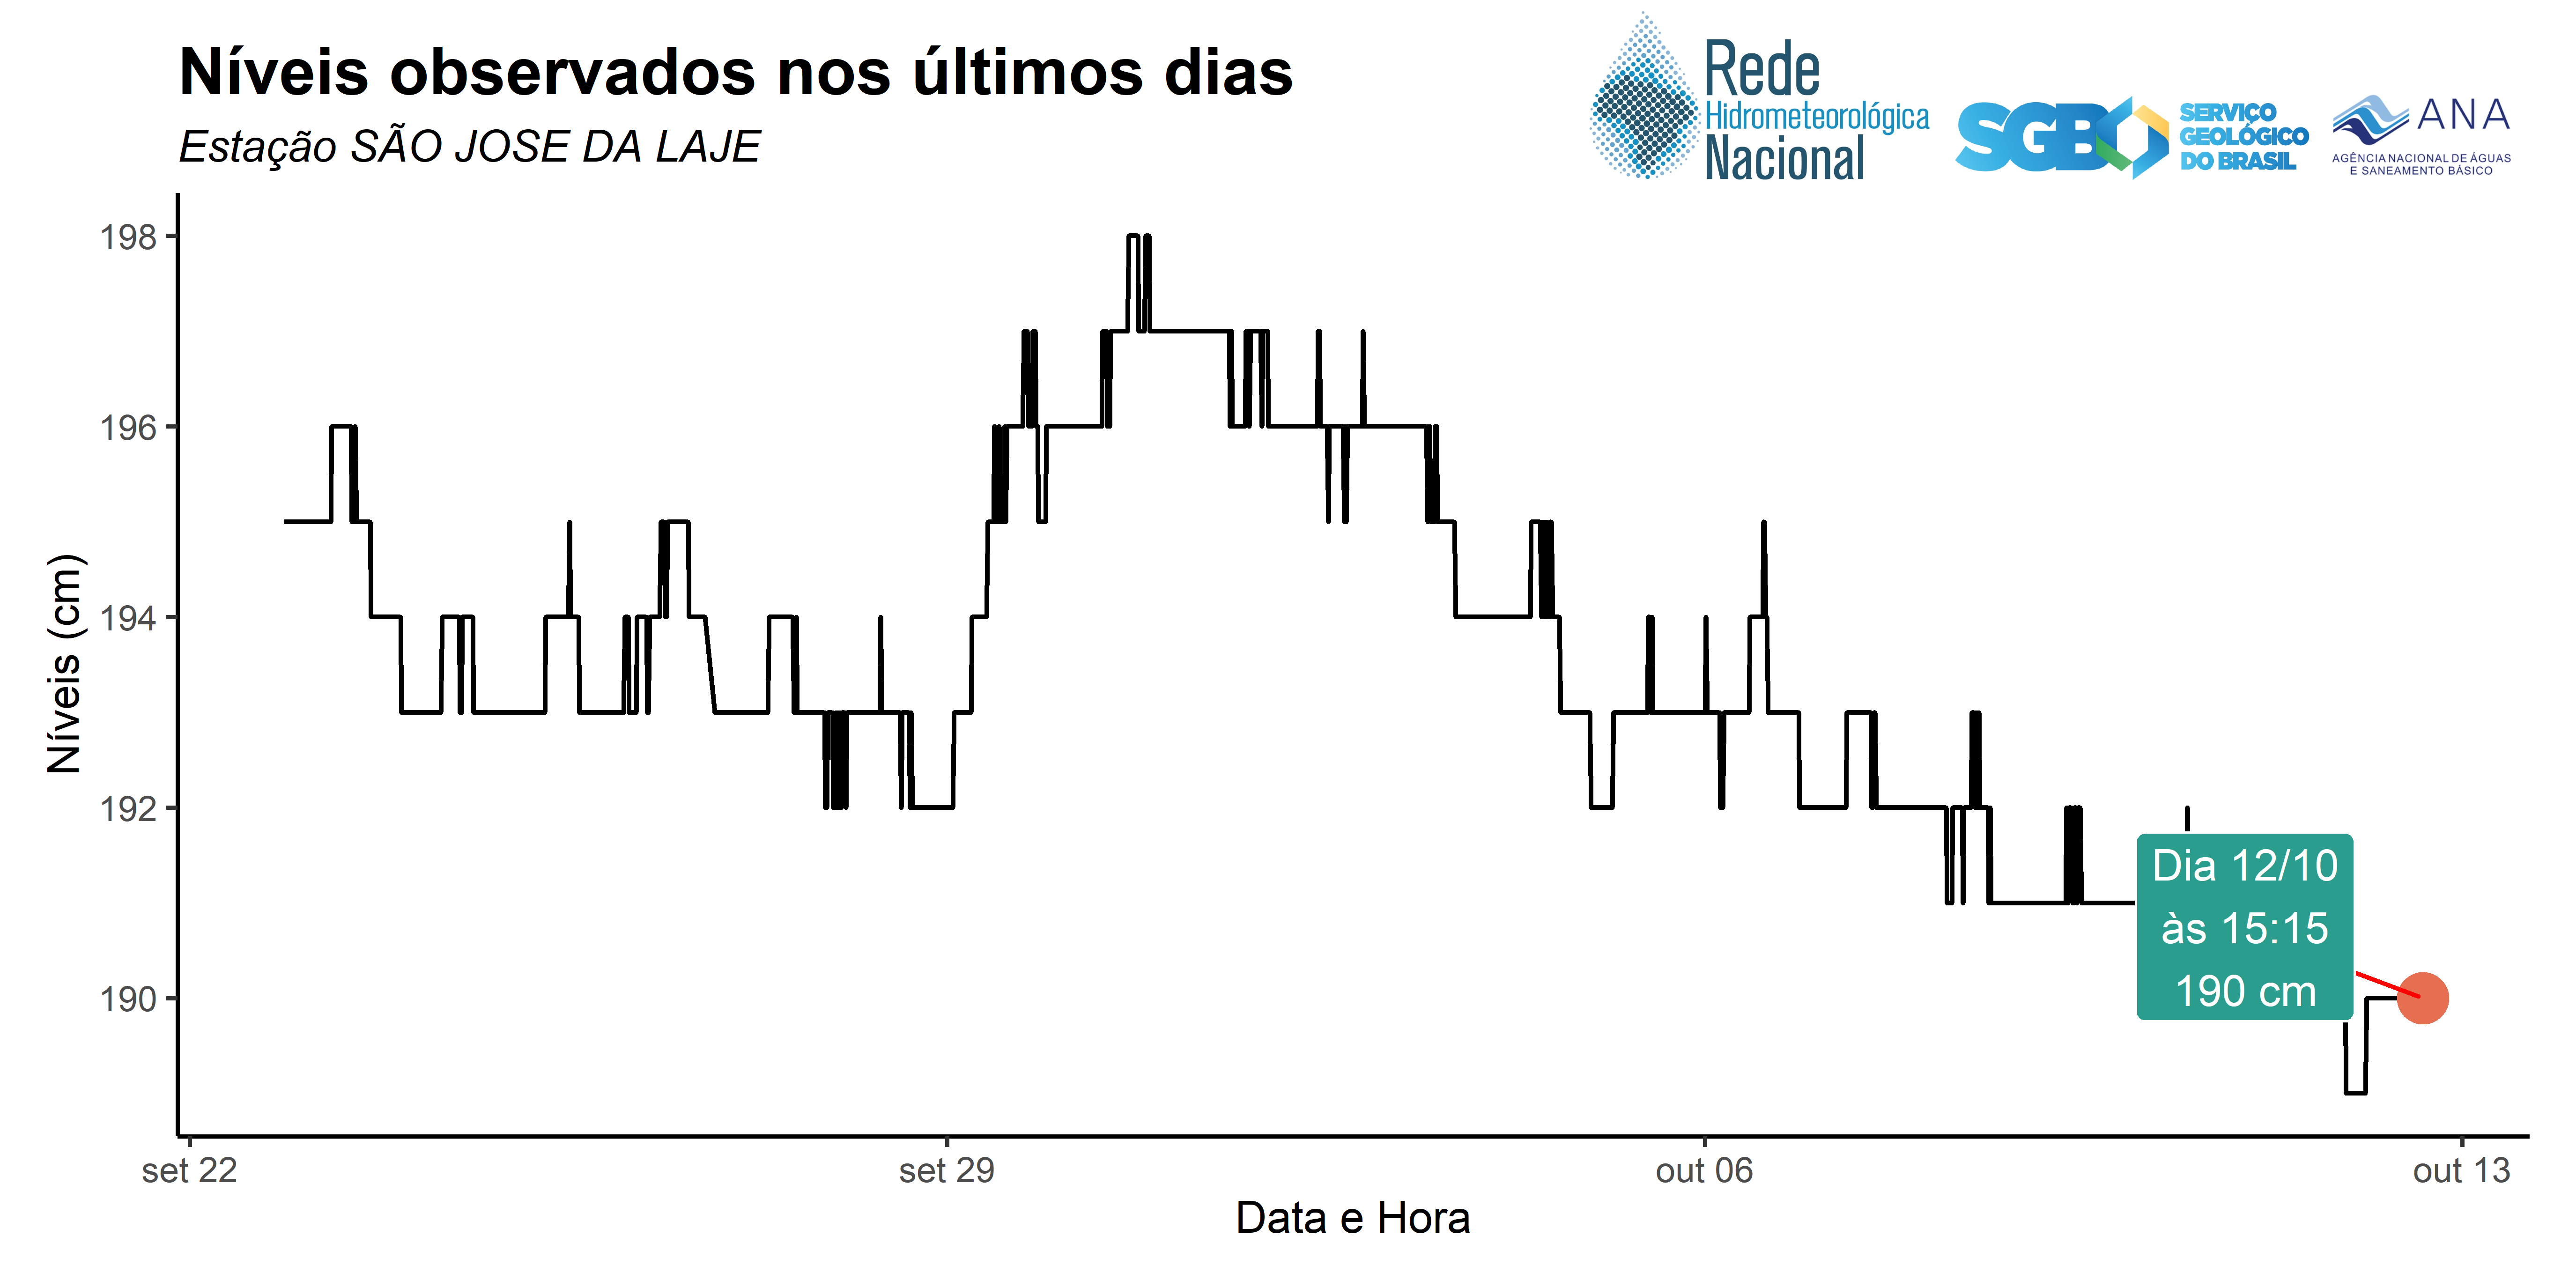 Níveis observados nos últimos dias
Estação SÃO JOSE DA LAJE
Rede
Hidrometeorológica
Nacional
SGB
SERVIÇO
GEOLÓGICO
DO BRASIL
ANA
AGÊNCIA NACIONAL DE ÁGUAS
E SANEAMENTO BÁSICO
Níveis (cm)
198
196
194
192
190
Dia 12/10
às 15:15
190 cm
set 22
set 29
out 06
out 13
Data e Hora